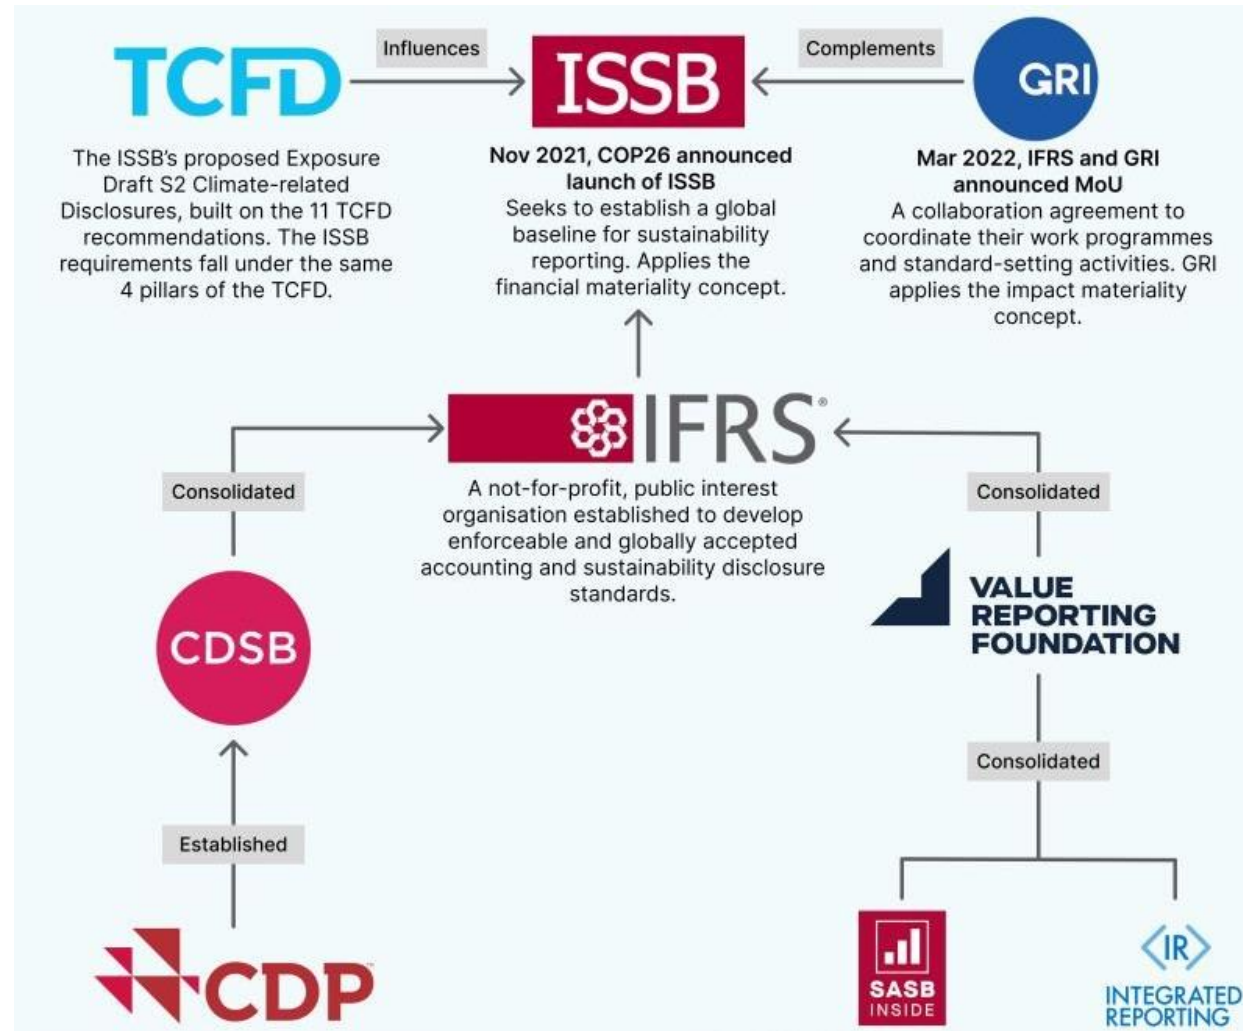 TCFD
Influences
ISSB
Complements
GRI
The ISSB's proposed Exposure
Draft S2 Climate-related
Disclosures, built on the 11 TCFD
recommendations. The ISSB
requirements fall under the same
4 pillars of the TCFD.
Nov 2021, COP26 announced
launch of ISSB
Seeks to establish a global
baseline for sustainability
reporting. Applies the
financial materiality concept.
Mar 2022, IFRS and GRI
announced MoU
A collaboration agreement to
coordinate their work programmes
and standard-setting activities. GRI
applies the impact materiality
concept.
IFRS®
A not-for-profit, public interest
organisation established to develop
enforceable and globally accepted
accounting and sustainability disclosure
standards.
Consolidated
CDSB
Established
CDP™
Consolidated
VALUE
REPORTING
FOUNDATION
Consolidated
SASB
INSIDE
<IR>
INTEGRATED
REPORTING